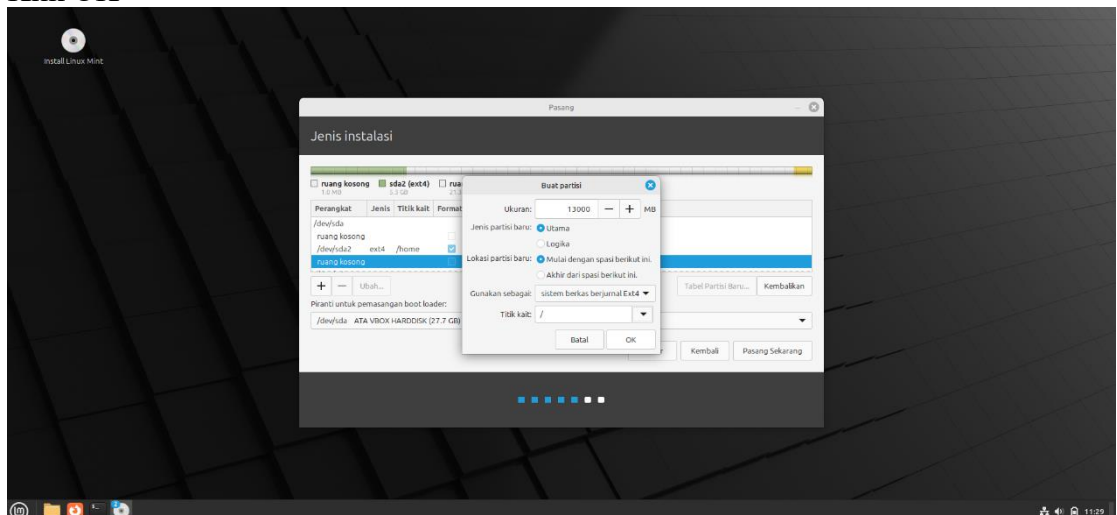 Install Linux Mint
Pasang
Jenis instalasi
ruang kosong sda2 (ext4)
1.0 MB 5.3 GB
Perangkat Jenis Titik kait Format
/dev/sda
ruang kosong
/dev/sda2 ext4 /home
ruang kosong
+ − Ubah... Tabel Partisi Baru... Kembalikan
Piranti untuk pemasangan boot loader:
/dev/sda ATA VBOX HARDDISK (27.7 GB)
Kembali Pasang Sekarang
Buat partisi
Ukuran: 13000 − + MB
Jenis partisi baru: Utama
Logika
Lokasi partisi baru: Mulai dengan spasi berikut ini.
Akhir dari spasi berikut ini.
Gunakan sebagai: sistem berkas berjurnal Ext4
Titik kait: /
Batal OK
11:29